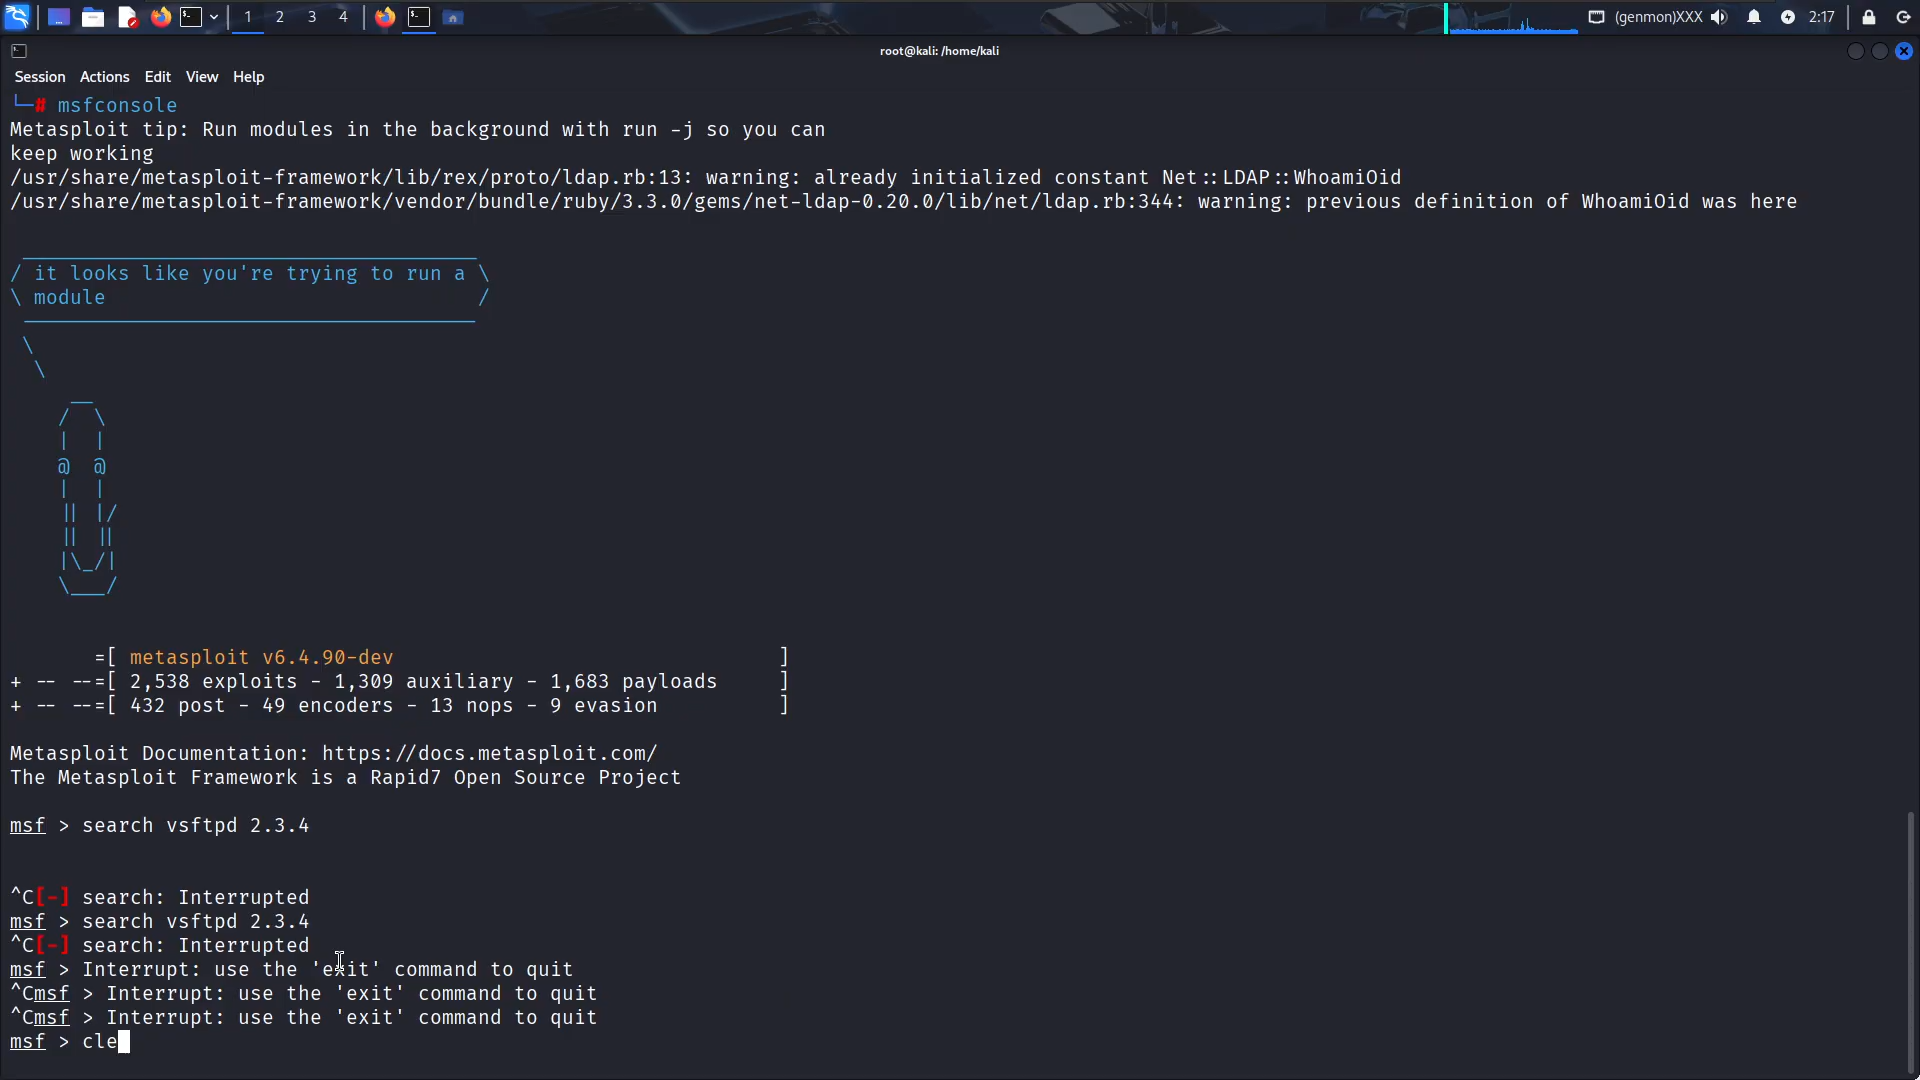 1 2 3 4 (genmon)XXX 2:17
root@kali: /home/kali
Session Actions Edit View Help
└─# msfconsole
Metasploit tip: Run modules in the background with run -j so you can
keep working
/usr/share/metasploit-framework/lib/rex/proto/ldap.rb:13: warning: already initialized constant Net::LDAP::WhoamiOid
/usr/share/metasploit-framework/vendor/bundle/ruby/3.3.0/gems/net-ldap-0.20.0/lib/net/ldap.rb:344: warning: previous definition of WhoamiOid was here
/ it looks like you're trying to run a \
\ module /
\
\
__
/ \
| |
@ @
| |
|| |/
|| ||
|\_/|
\___/
=[ metasploit v6.4.90-dev ]
+ -- --=[ 2,538 exploits - 1,309 auxiliary - 1,683 payloads ]
+ -- --=[ 432 post - 49 encoders - 13 nops - 9 evasion ]
Metasploit Documentation: https://docs.metasploit.com/
The Metasploit Framework is a Rapid7 Open Source Project
msf > search vsftpd 2.3.4
^C[-] search: Interrupted
msf > search vsftpd 2.3.4
^C[-] search: Interrupted
msf > Interrupt: use the 'exit' command to quit
^Cmsf > Interrupt: use the 'exit' command to quit
^Cmsf > Interrupt: use the 'exit' command to quit
msf > cle